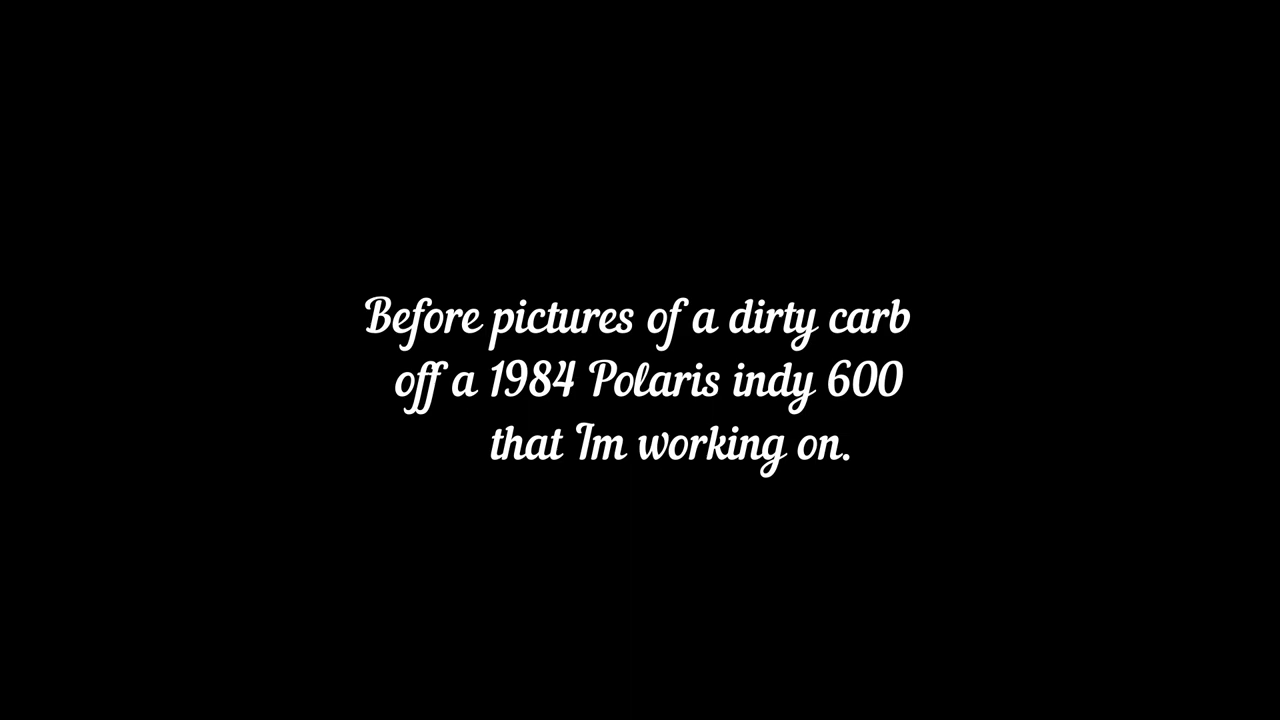 Before pictures of a dirty carb
off a 1984 Polaris indy 600
that Im working on.